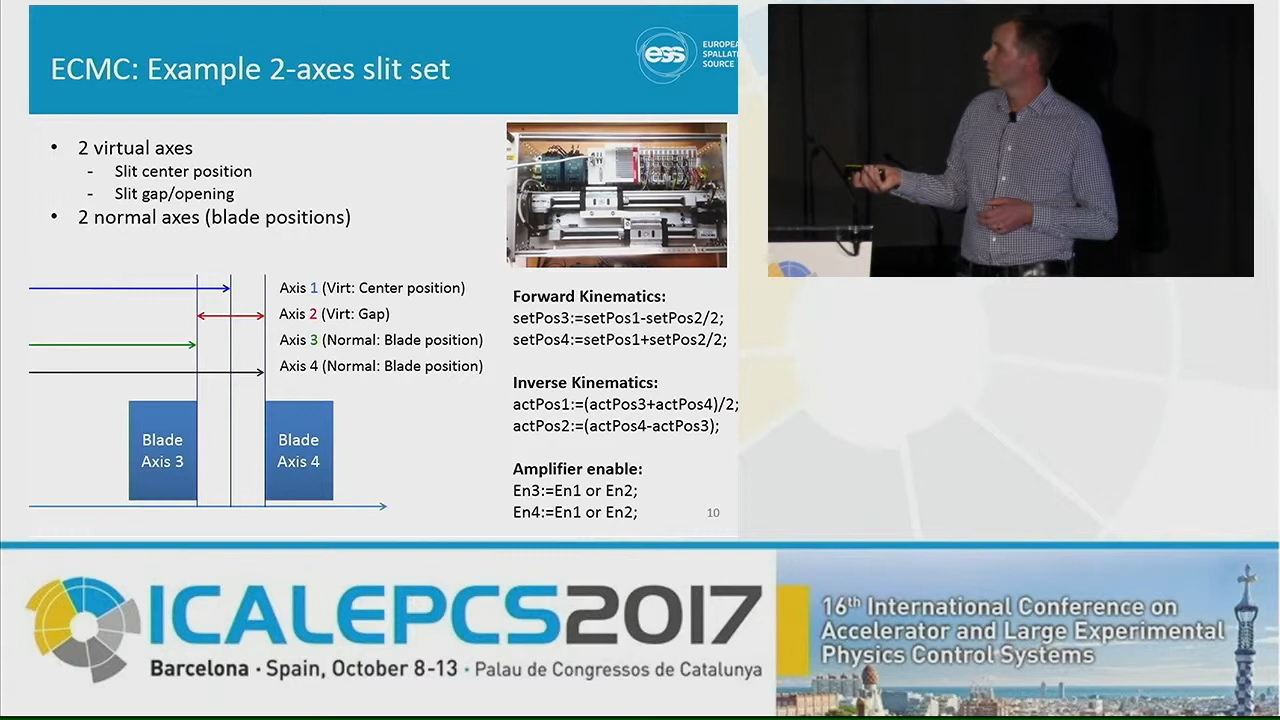 ECMC: Example 2-axes slit set
ess
EUROPEA
SPALLAT
SOURCE
• 2 virtual axes
- Slit center position
- Slit gap/opening
• 2 normal axes (blade positions)
Axis 1 (Virt: Center position)
Axis 2 (Virt: Gap)
Axis 3 (Normal: Blade position)
Axis 4 (Normal: Blade position)
Blade
Axis 3
Blade
Axis 4
Forward Kinematics:
setPos3:=setPos1-setPos2/2;
setPos4:=setPos1+setPos2/2;
Inverse Kinematics:
actPos1:=(actPos3+actPos4)/2;
actPos2:=(actPos4-actPos3);
Amplifier enable:
En3:=En1 or En2;
En4:=En1 or En2;
10
ICALEPCS2017
Barcelona · Spain, October 8-13 · Palau de Congressos de Catalunya
16th International Conference on
Accelerator and Large Experimental
Physics Control Systems